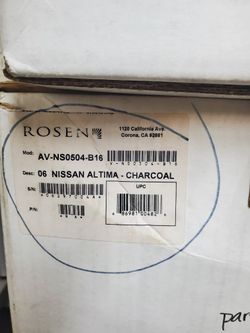 ROSEN
1120 California Ave.
Corona, CA 92881
Mod: AV-NS0504-B16
Desc: 06 NISSAN ALTIMA - CHARCOAL
S/N:
UPC
P/N:
par